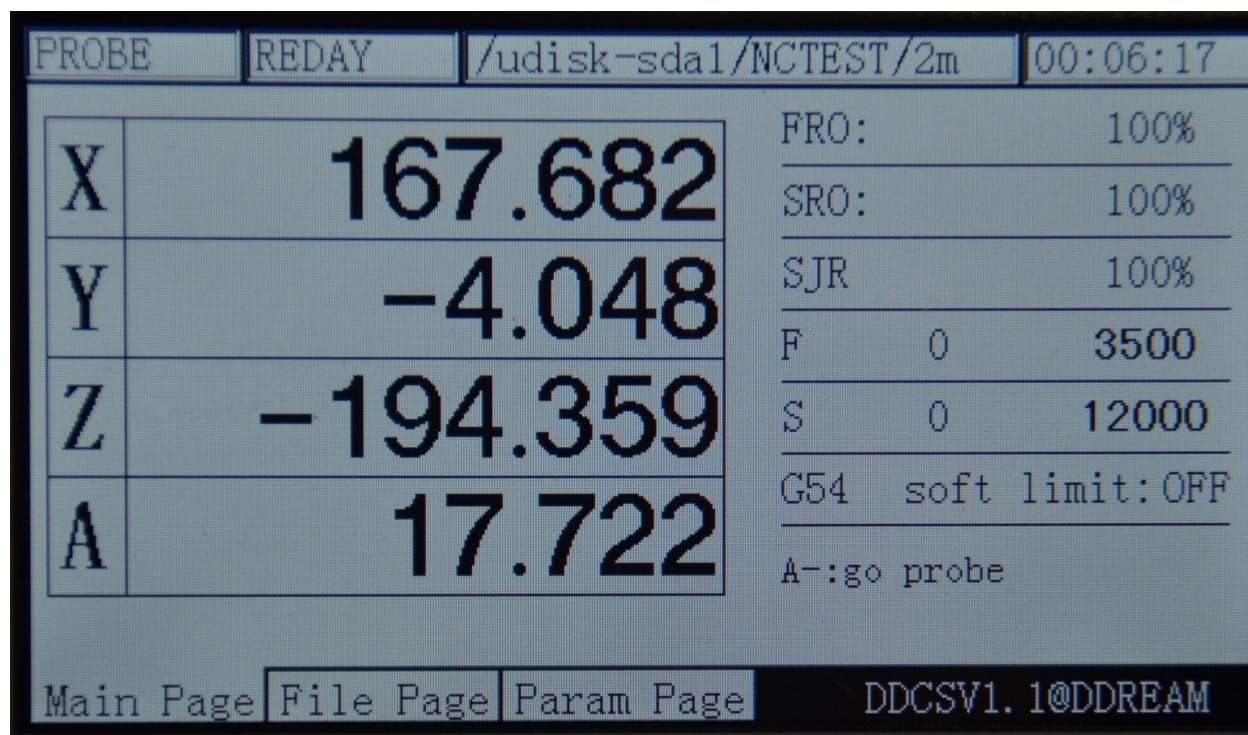 PROBE REDAY /udisk-sda1/NCTEST/2m 00:06:17
X 167.682
Y -4.048
Z -194.359
A 17.722
FRO: 100%
SRO: 100%
SJR 100%
F 0 3500
S 0 12000
G54 soft limit:OFF
A-:go probe
Main Page File Page Param Page DDCSV1.1@DDREAM